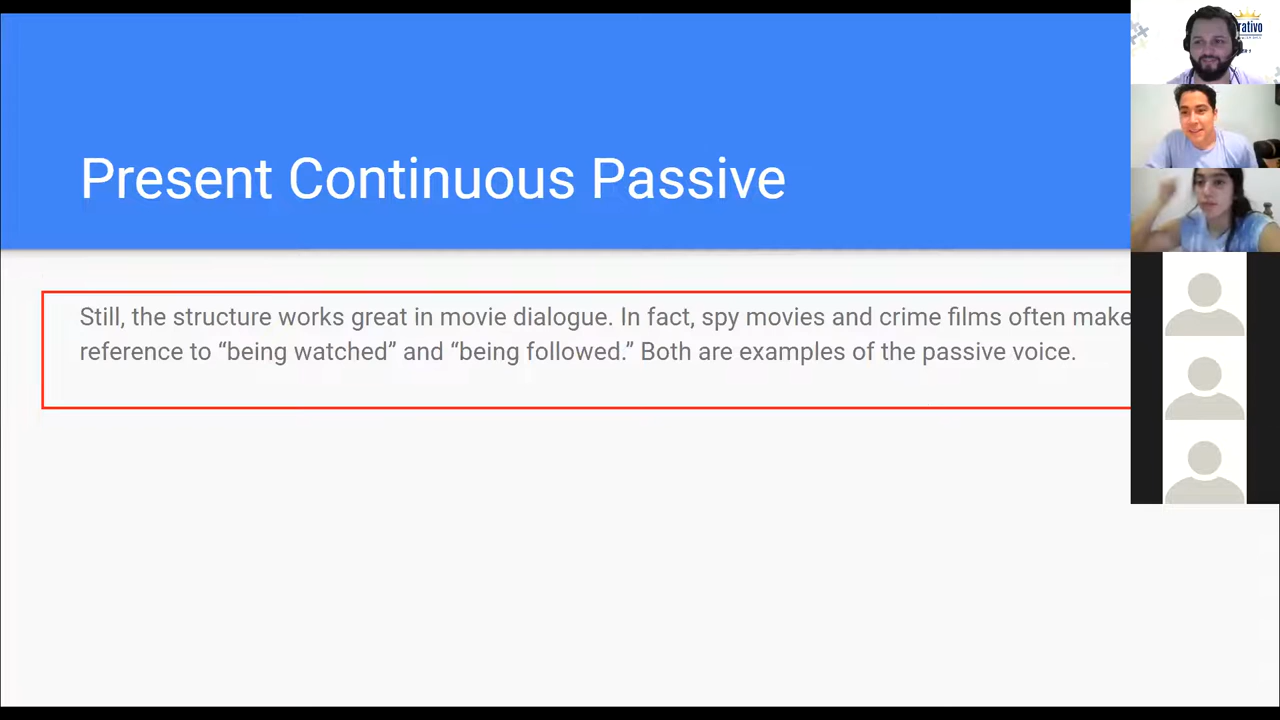 Present Continuous Passive
Still, the structure works great in movie dialogue. In fact, spy movies and crime films often make
reference to “being watched” and “being followed.” Both are examples of the passive voice.
rativo